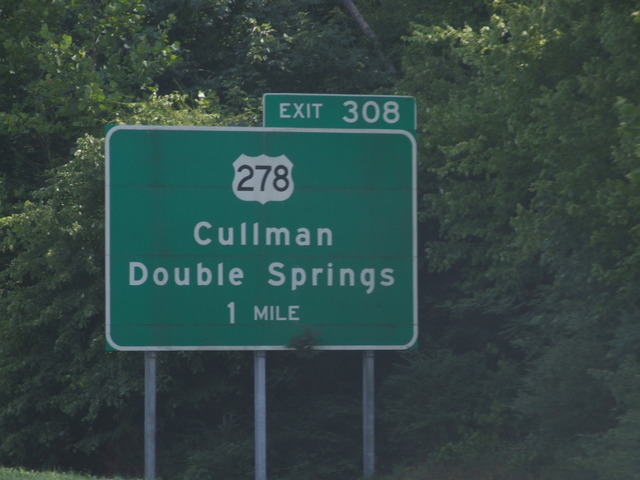 EXIT 308
278
Cullman
Double Springs
1 MILE